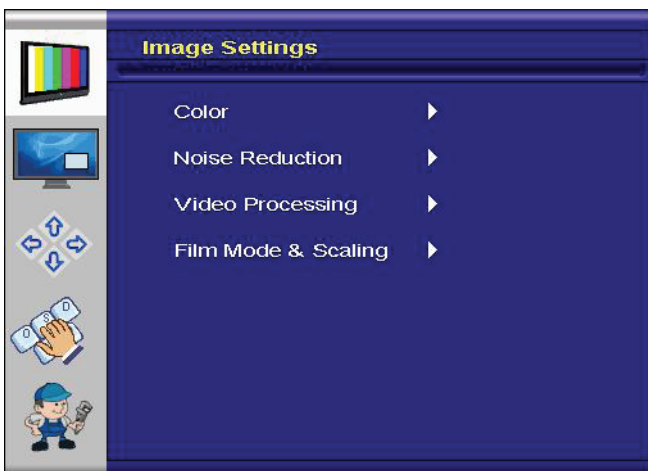 Image Settings
Color
Noise Reduction
Video Processing
Film Mode & Scaling
O S D